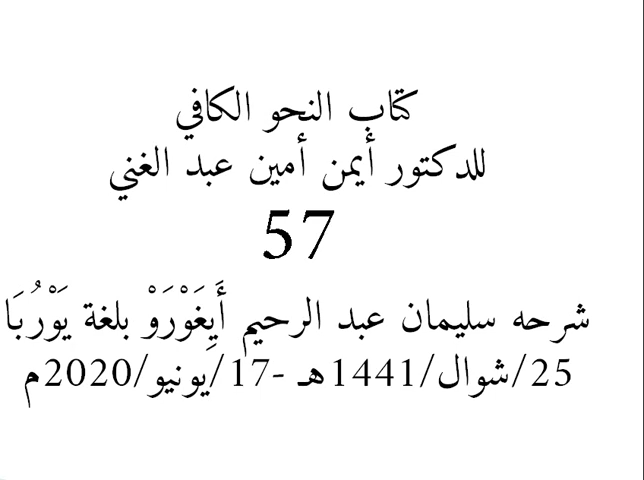 كتاب النحو الكافي
للدكتور أيمن أمين عبد الغني
57
شرحه سليمان عبد الرحيم أَيِغَوْرَوْ بلغة يَوْرُبَا
25/شوال/1441هـ -17/يونيو/2020م